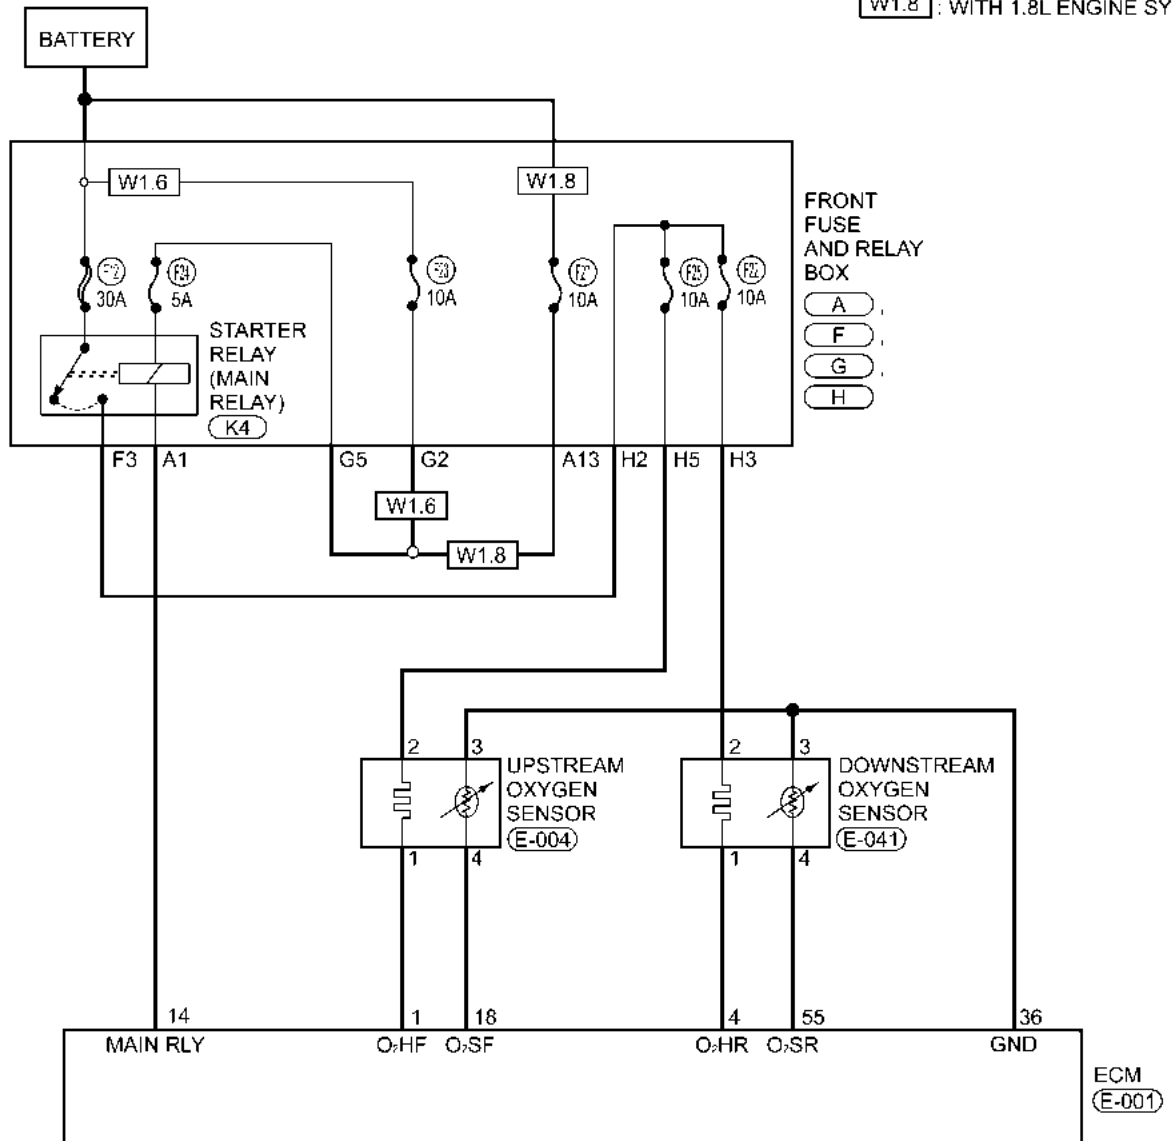 W1.8 : WITH 1.8L ENGINE SY
BATTERY
W1.6
W1.8
FRONT
FUSE
AND RELAY
BOX
A ,
F ,
G ,
H
30A
F24
5A
10A
10A
F25
10A
10A
STARTER
RELAY
(MAIN
RELAY)
K4
F3
A1
G5
G2
A13
H2
H5
H3
W1.6
W1.8
2
3
UPSTREAM
OXYGEN
SENSOR
E-004
1
4
2
3
DOWNSTREAM
OXYGEN
SENSOR
E-041
1
4
14
1
18
4
55
36
MAIN RLY
O₂HF
O₂SF
O₂HR
O₂SR
GND
ECM
E-001